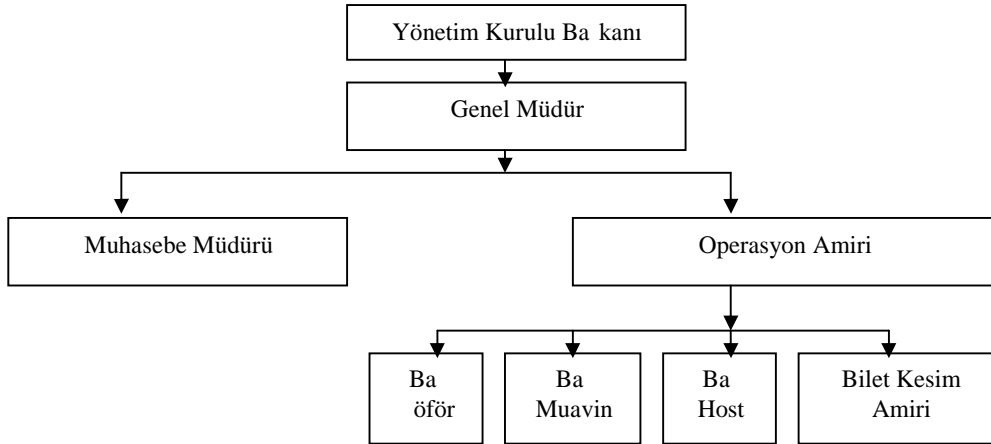 Yönetim Kurulu Ba kanı
Genel Müdür
Muhasebe Müdürü
Operasyon Amiri
Ba
öför
Ba
Muavin
Ba
Host
Bilet Kesim
Amiri